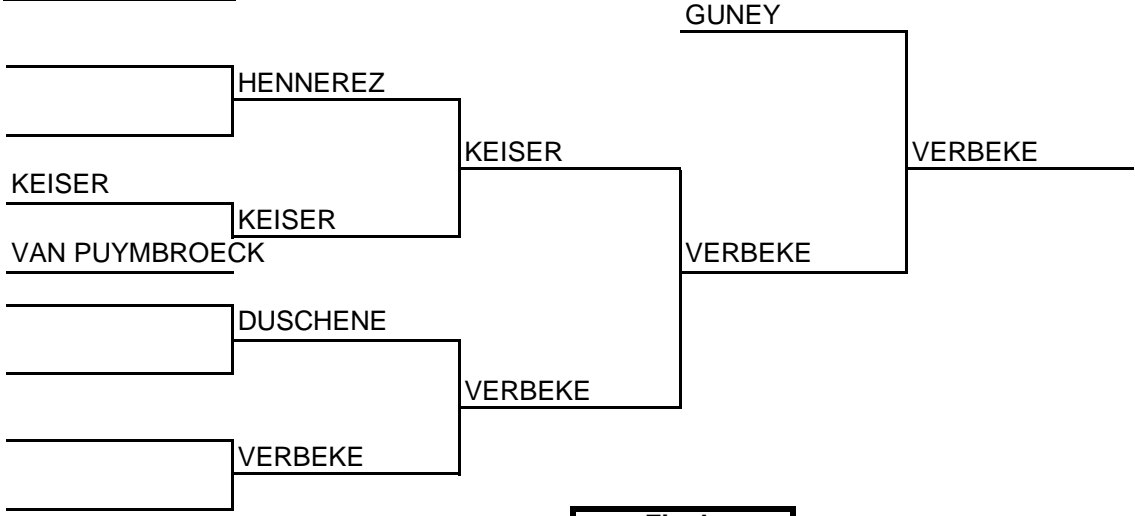 GUNEY
HENNEREZ
KEISER
VERBEKE
KEISER
KEISER
VAN PUYMBROECK
VERBEKE
DUSCHENE
VERBEKE
VERBEKE